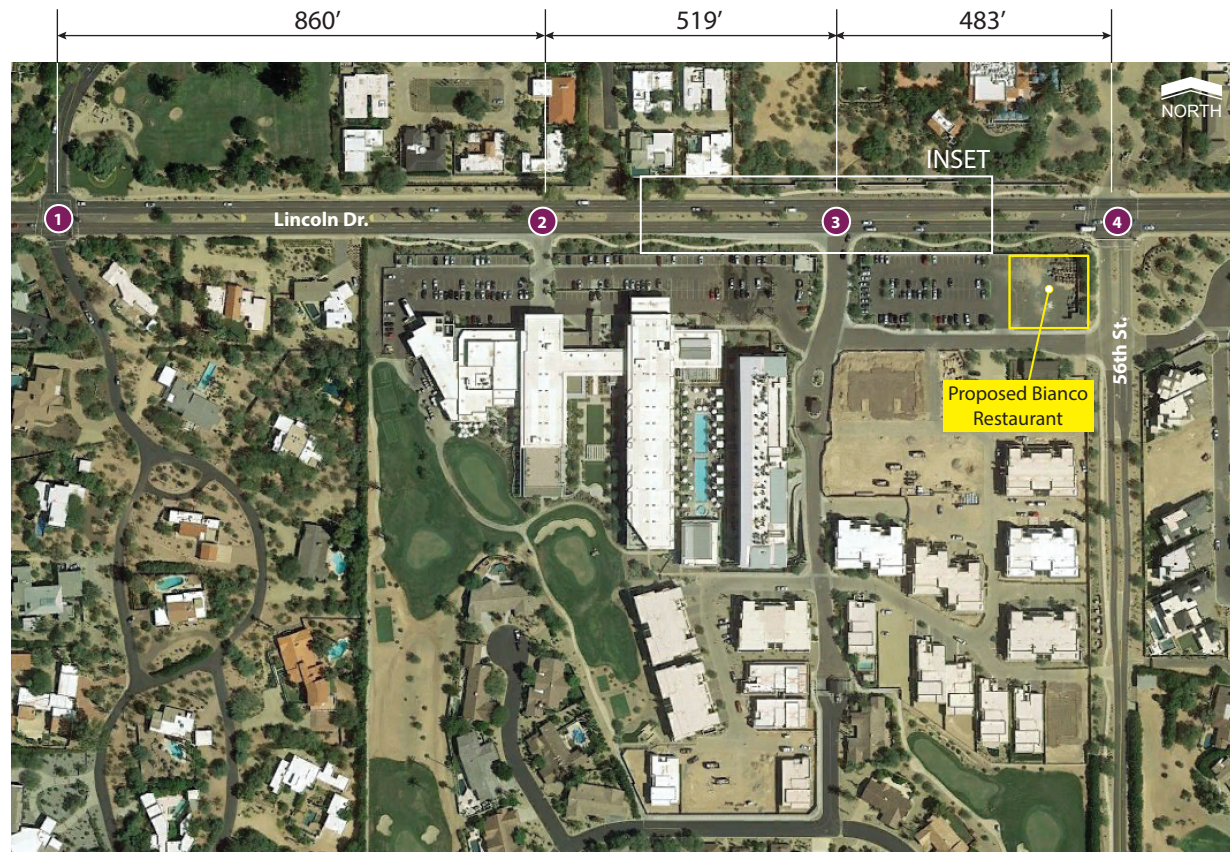 860’
519’
483’
NORTH
INSET
1
Lincoln Dr.
2
3
4
56th St.
Proposed Bianco
Restaurant